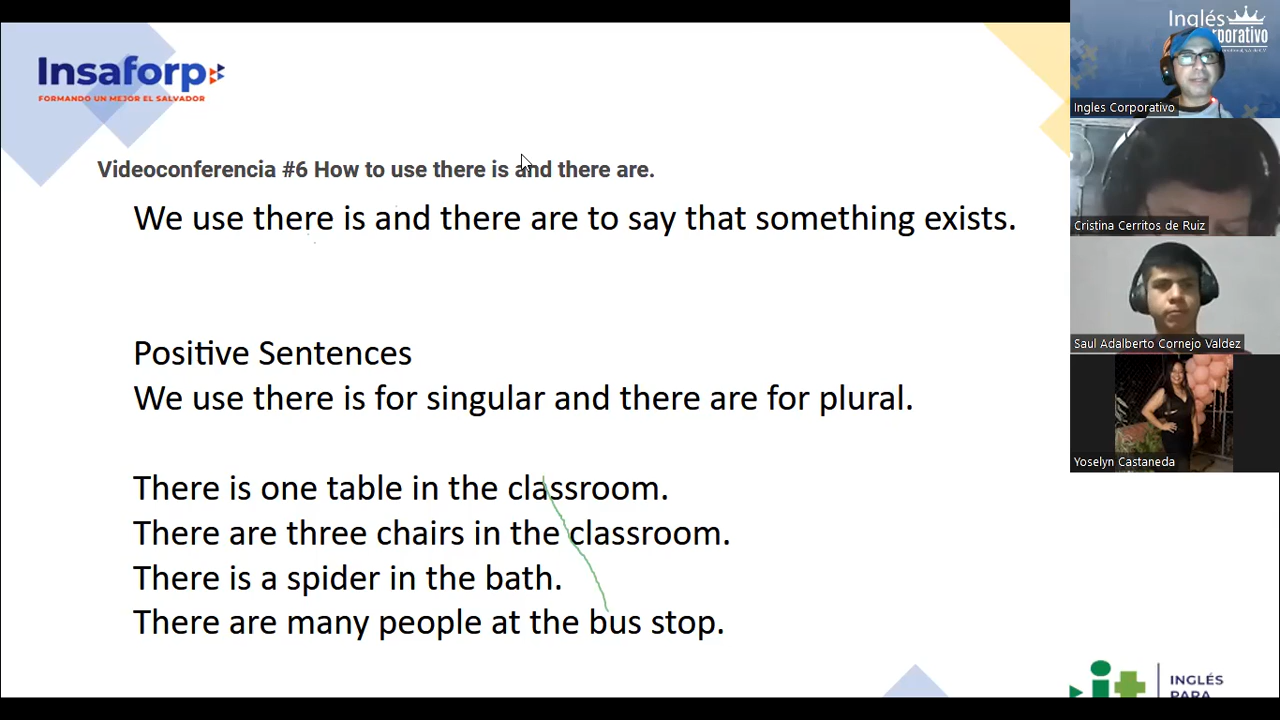 Insaforp
FORMANDO UN MEJOR EL SALVADOR
Videoconferencia #6 How to use there is and there are.
We use there is and there are to say that something exists.
Positive Sentences
We use there is for singular and there are for plural.
There is one table in the classroom.
There are three chairs in the classroom.
There is a spider in the bath.
There are many people at the bus stop.
Inglés
Ingles Corporativo
Cristina Cerritos de Ruiz
Saul Adalberto Cornejo Valdez
Yoselyn Castaneda
INGLÉS
PARA